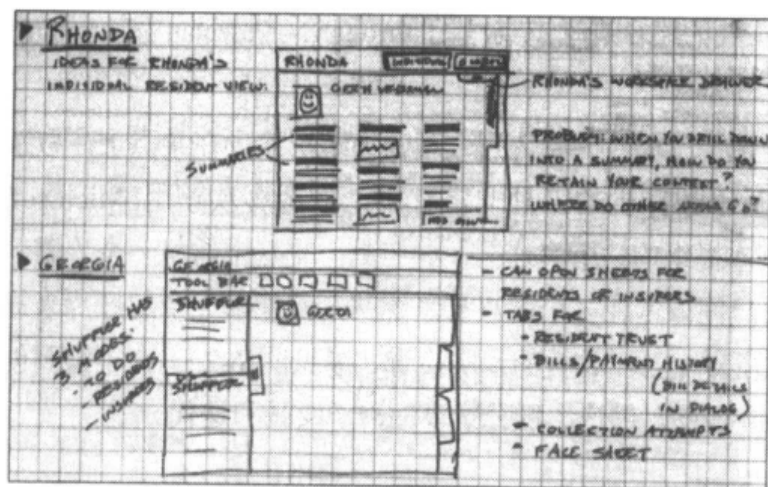 RHONDA
IDEAS FOR RHONDA'S
INDIVIDUAL RESIDENT VIEW:
RHONDA
INDIVIDUAL
SUMMARIES
RHONDA'S WORKSPACE DRAWER
PROBLEM: WHEN YOU DRILL DOWN
INTO A SUMMARY, HOW DO YOU
RETAIN YOUR CONTEXT?
WHERE DO OTHER AREAS GO?
GEORGIA
SHUFFLER HAS
3 MODES:
- TO DO
- RESIDENTS
- INSURERS
GEORGIA
TOOL BAR
SHUFFLER
SHUFFLER
GERTA
- CAN OPEN SHEETS FOR
RESIDENTS OR INSURERS
- TABS FOR
- RESIDENT TRUST
- BILLS/PAYMENT HISTORY
(BILL DETAILS
IN DIALOG)
- COLLECTION ATTEMPTS
- FACE SHEET